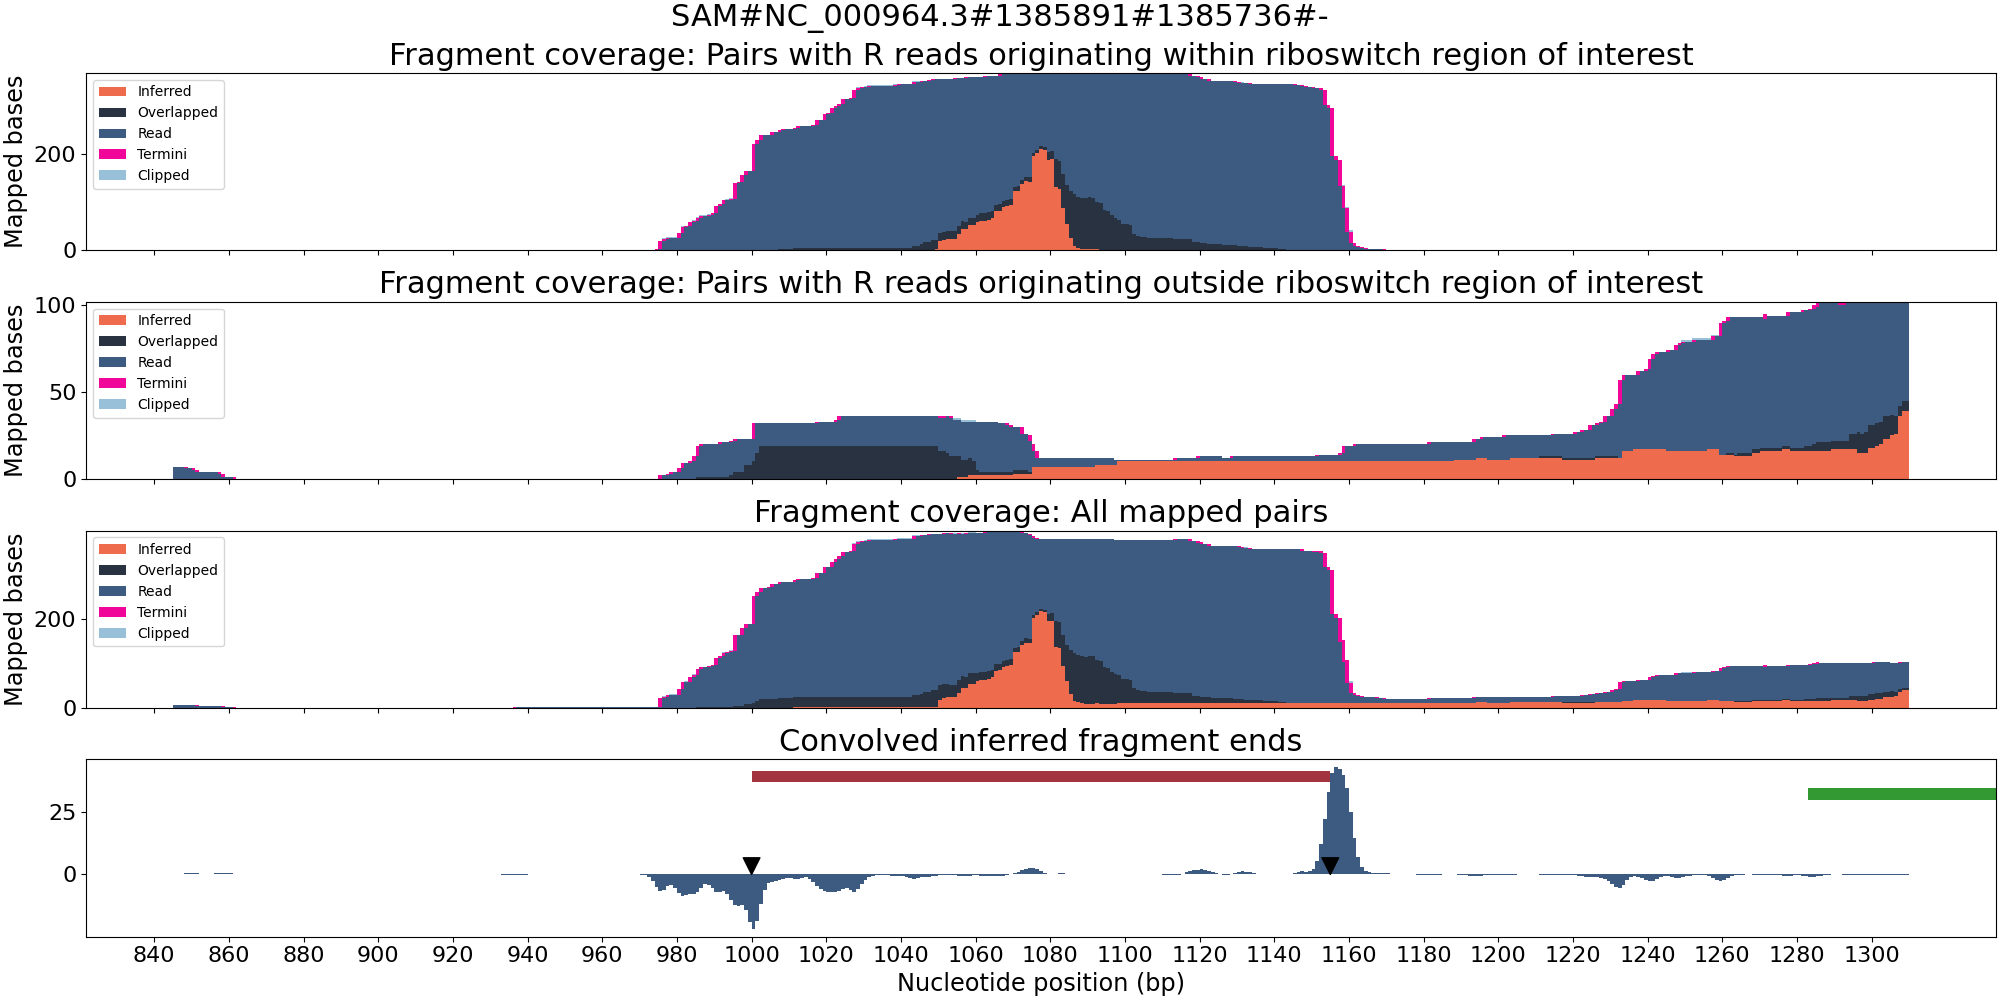 SAM#NC_000964.3#1385891#1385736#-
Fragment coverage: Pairs with R reads originating within riboswitch region of interest
Mapped bases
200
0
Inferred
Overlapped
Read
Termini
Clipped
Fragment coverage: Pairs with R reads originating outside riboswitch region of interest
Mapped bases
100
50
0
Inferred
Overlapped
Read
Termini
Clipped
Fragment coverage: All mapped pairs
Mapped bases
200
0
Inferred
Overlapped
Read
Termini
Clipped
Convolved inferred fragment ends
25
0
840 860 880 900 920 940 960 980 1000 1020 1040 1060 1080 1100 1120 1140 1160 1180 1200 1220 1240 1260 1280 1300
Nucleotide position (bp)